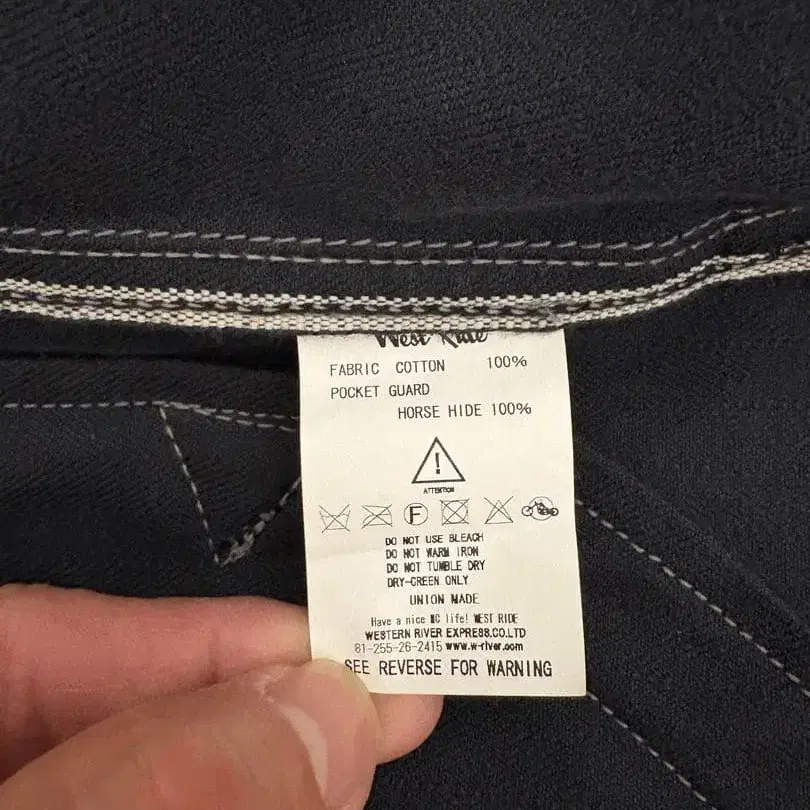 West Ride
FABRIC COTTON 100%
POCKET GUARD
HORSE HIDE 100%
!
ATTENTION
F
DO NOT USE BLEACH
DO NOT WARM IRON
DO NOT TUMBLE DRY
DRY-CREEN ONLY
UNION MADE
Have a nice MC life! WEST RIDE
WESTERN RIVER EXPRESS.CO.LTD
81-255-26-2415 www.w-river.com
SEE REVERSE FOR WARNING